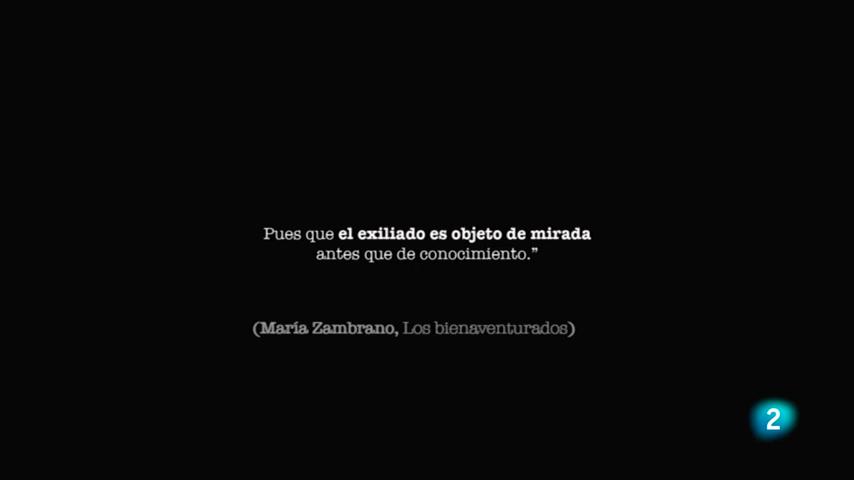 Pues que el exiliado es objeto de mirada
antes que de conocimiento.”
(María Zambrano, Los bienaventurados)
2